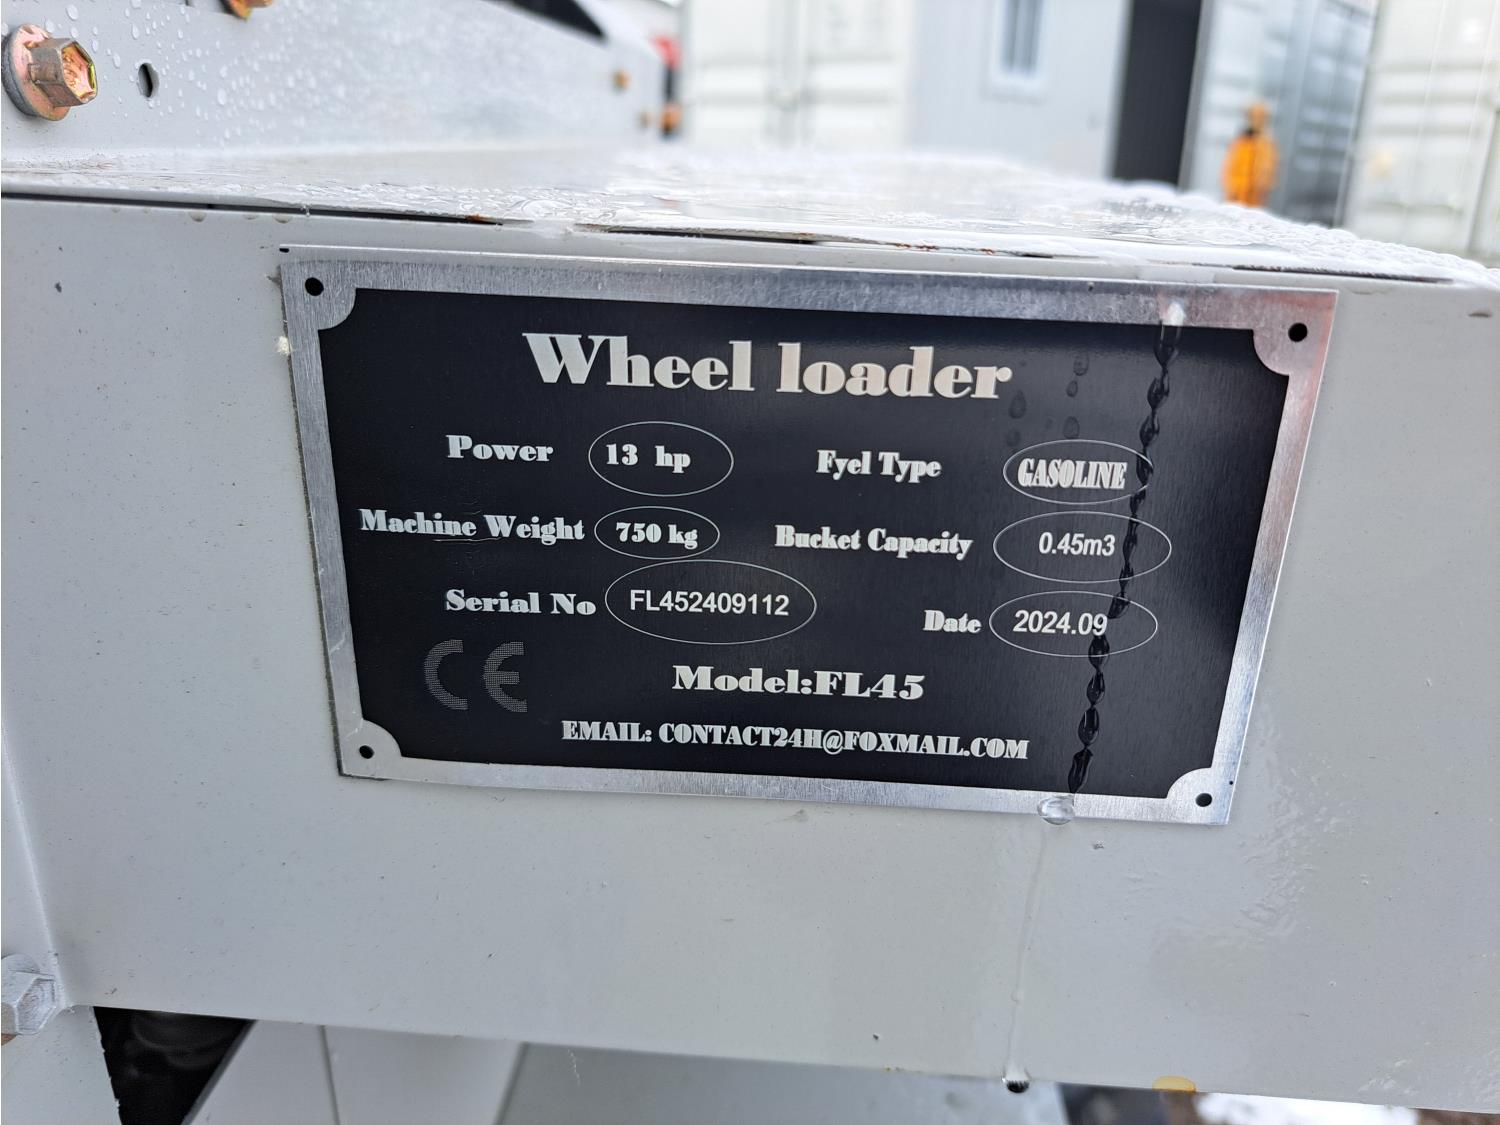 Wheel loader
Power 13 hp Fyel Type GASOLINE
Machine Weight 750 kg Bucket Capacity 0.45m3
Serial No FL452409112 Date 2024.09
CE Model:FL45
EMAIL: CONTACT24H@FOXMAIL.COM